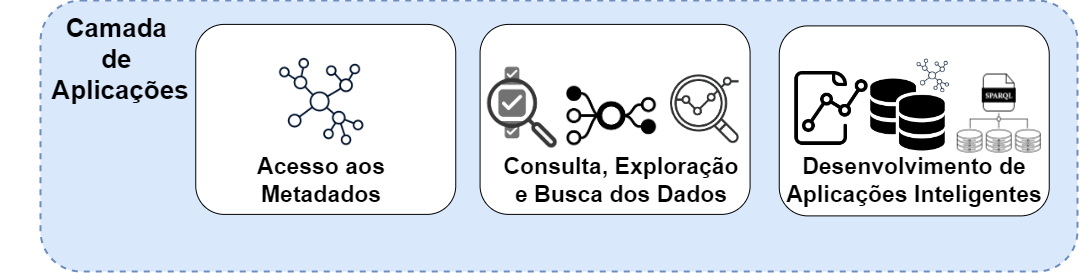 Camada
de
Aplicações
Acesso aos
Metadados
Consulta, Exploração
e Busca dos Dados
SPARQL
Desenvolvimento de
Aplicações Inteligentes